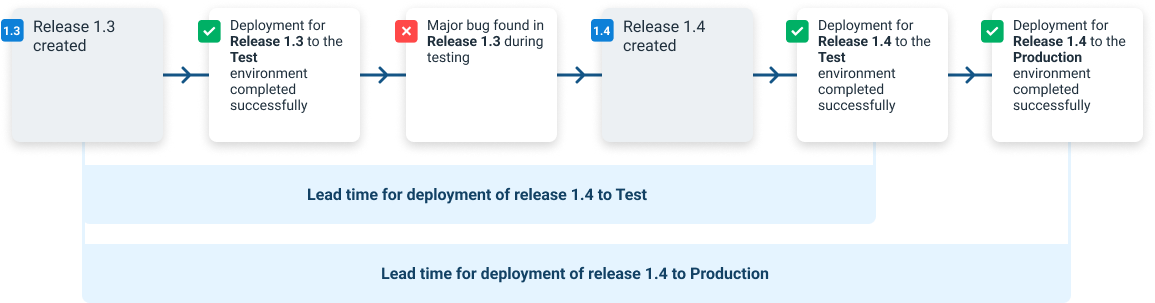 1.3
Release 1.3
created
Deployment for
Release 1.3 to the
Test
environment
completed
successfully
Major bug found in
Release 1.3 during
testing
1.4
Release 1.4
created
Deployment for
Release 1.4 to the
Test
environment
completed
successfully
Deployment for
Release 1.4 to the
Production
environment
completed
successfully
Lead time for deployment of release 1.4 to Test
Lead time for deployment of release 1.4 to Production